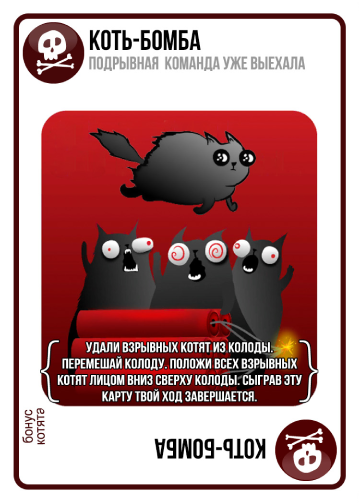 КОТЬ-БОМБА
ПОДРЫВНАЯ КОМАНДА УЖЕ ВЫЕХАЛА
УДАЛИ ВЗРЫВНЫХ КОТЯТ ИЗ КОЛОДЫ.
ПЕРЕМЕШАЙ КОЛОДУ. ПОЛОЖИ ВСЕХ ВЗРЫВНЫХ
КОТЯТ ЛИЦОМ ВНИЗ СВЕРХУ КОЛОДЫ. СЫГРАВ ЭТУ
КАРТУ ТВОЙ ХОД ЗАВЕРШАЕТСЯ.
бонус
котята
КОТЬ-БОМБА